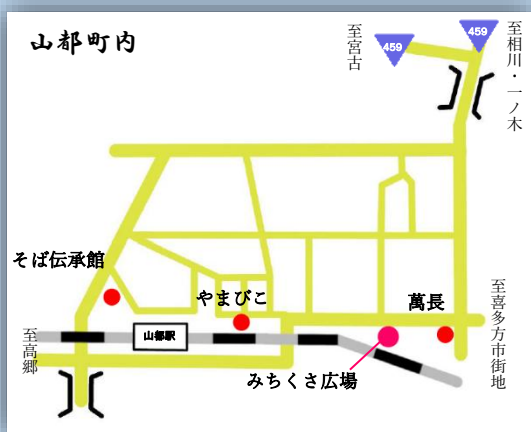 山都町内
至宮古
459
459
至相川・一ノ木
そば伝承館
やまびこ
萬長
至喜多方市街地
至高郷
山都駅
みちくさ広場